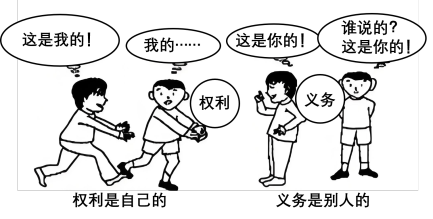 这是我的！
我的……
权利
权利是自己的
这是你的！
谁说的？
这是你的！
义务
义务是别人的